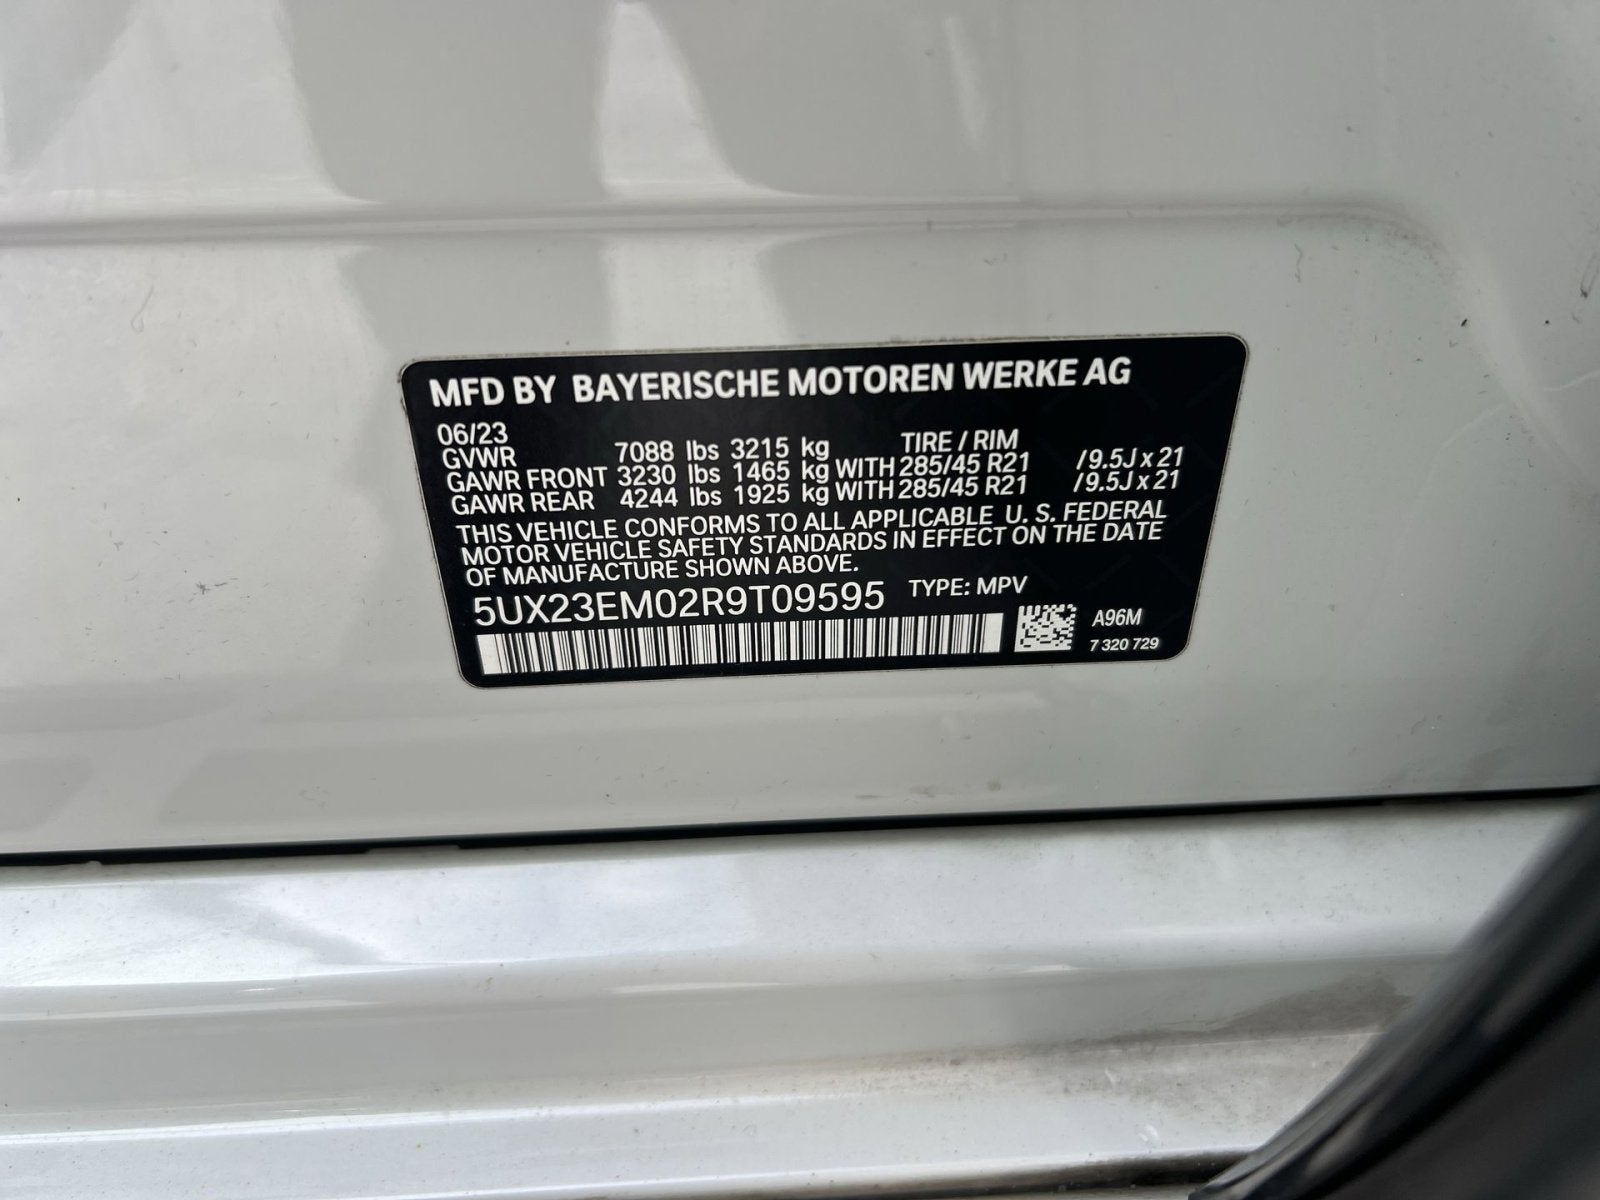 MFD BY BAYERISCHE MOTOREN WERKE AG
06/23 TIRE / RIM
GVWR 7088 lbs 3215 kg
GAWR FRONT 3230 lbs 1465 kg WITH 285/45 R21 /9.5J x 21
GAWR REAR 4244 lbs 1925 kg WITH 285/45 R21 /9.5J x 21
THIS VEHICLE CONFORMS TO ALL APPLICABLE U. S. FEDERAL
MOTOR VEHICLE SAFETY STANDARDS IN EFFECT ON THE DATE
OF MANUFACTURE SHOWN ABOVE.
5UX23EM02R9T09595 TYPE: MPV
A96M
7 320 729